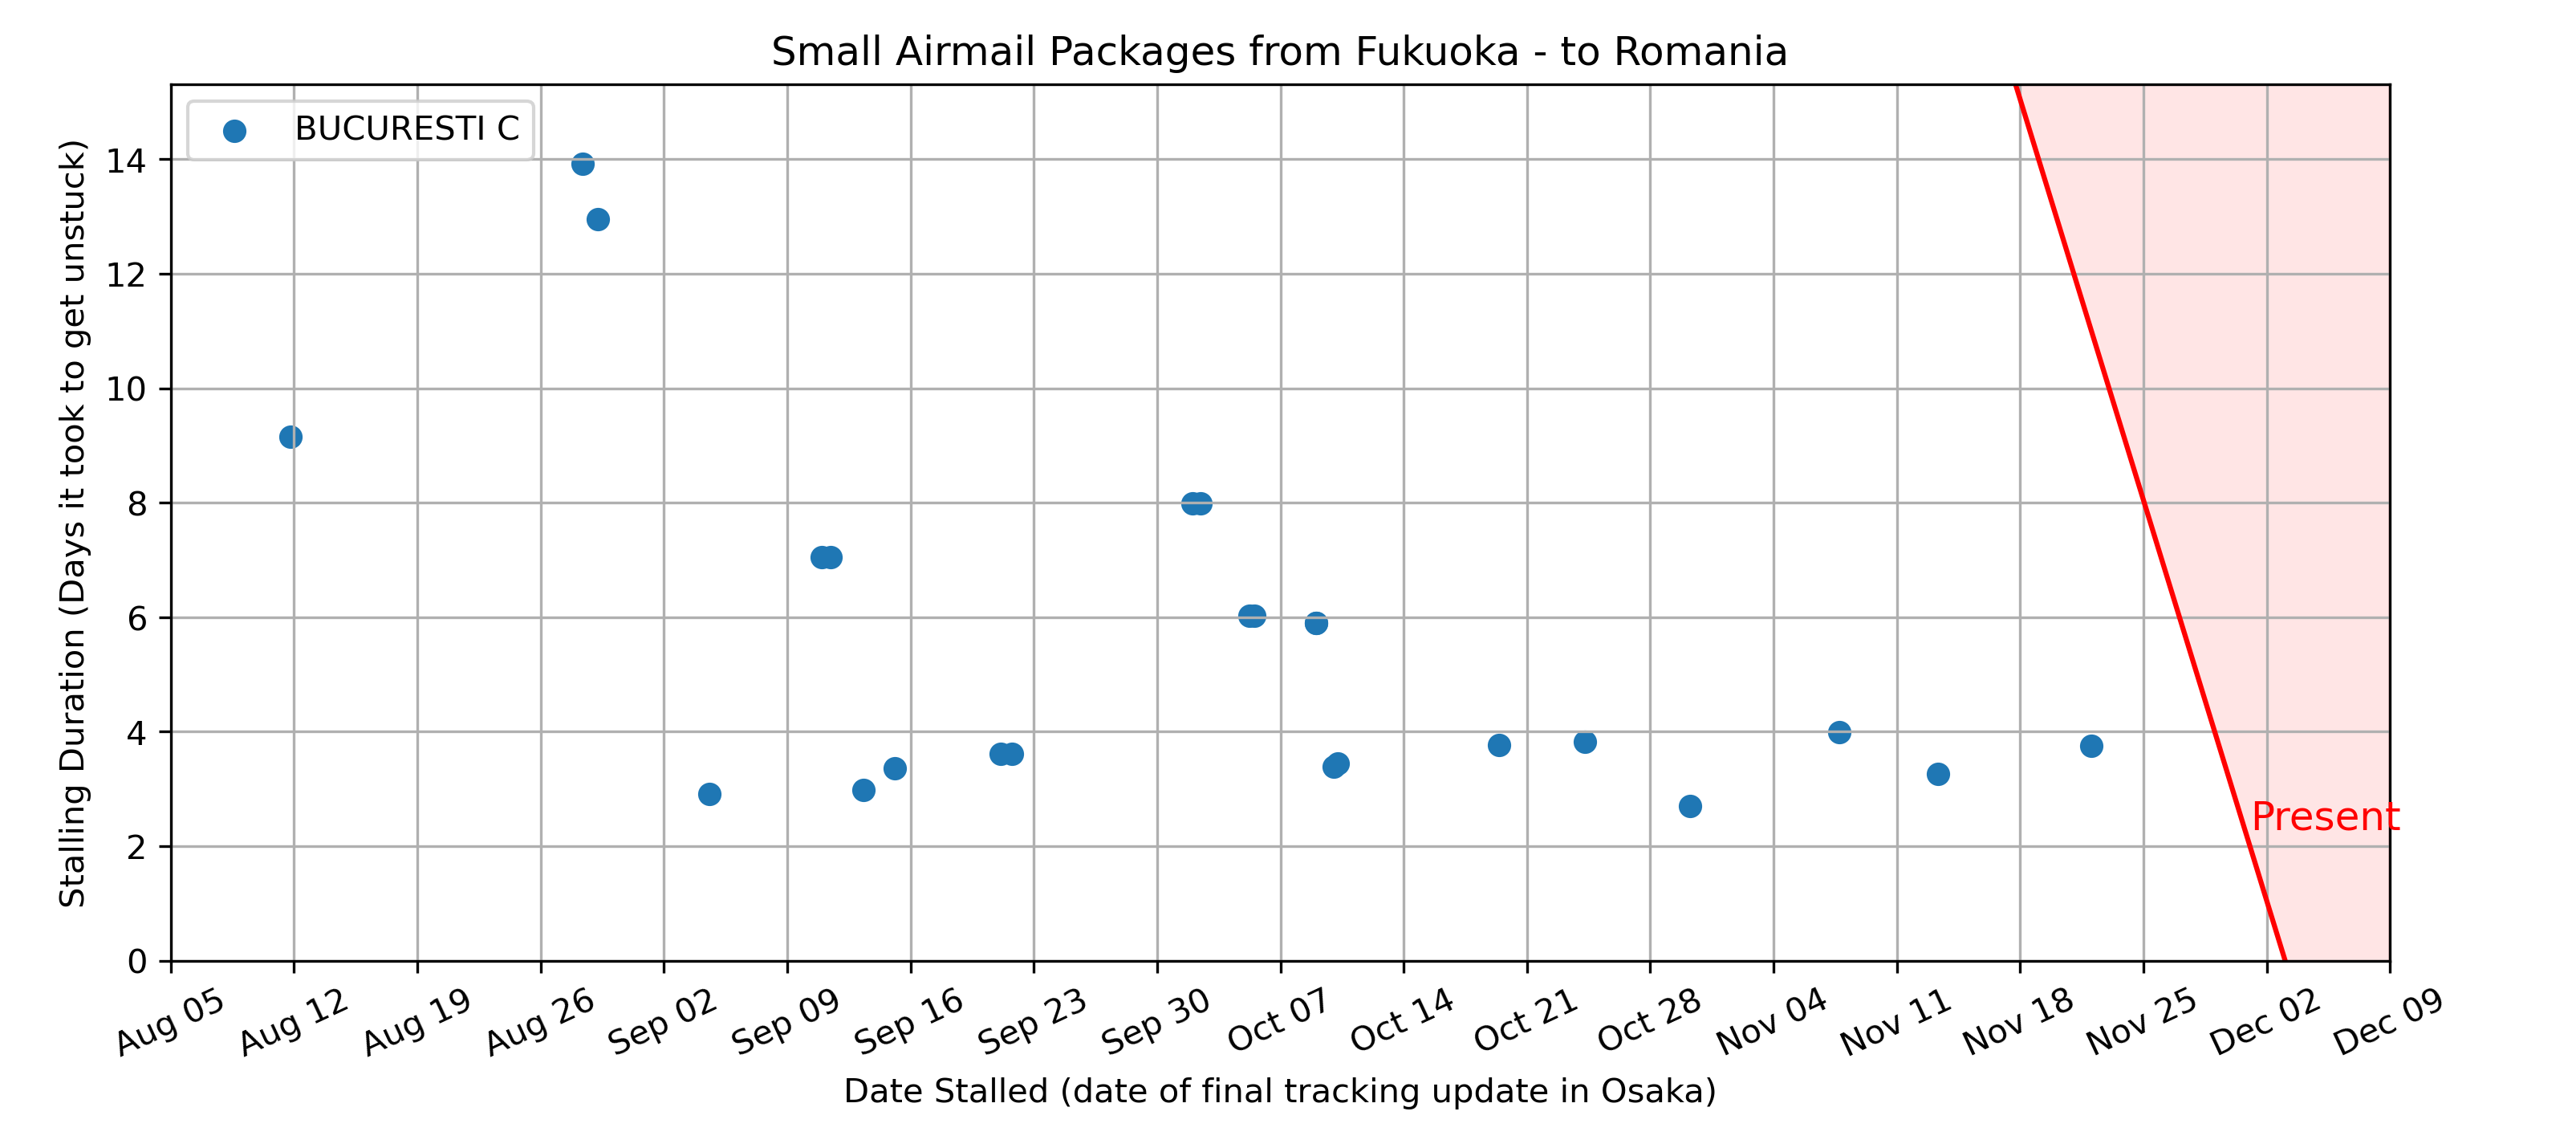 Small Airmail Packages from Fukuoka - to Romania
BUCURESTI C
Stalling Duration (Days it took to get unstuck)
14
12
10
8
6
4
2
0
Present
Aug 05
Aug 12
Aug 19
Aug 26
Sep 02
Sep 09
Sep 16
Sep 23
Sep 30
Oct 07
Oct 14
Oct 21
Oct 28
Nov 04
Nov 11
Nov 18
Nov 25
Dec 02
Dec 09
Date Stalled (date of final tracking update in Osaka)